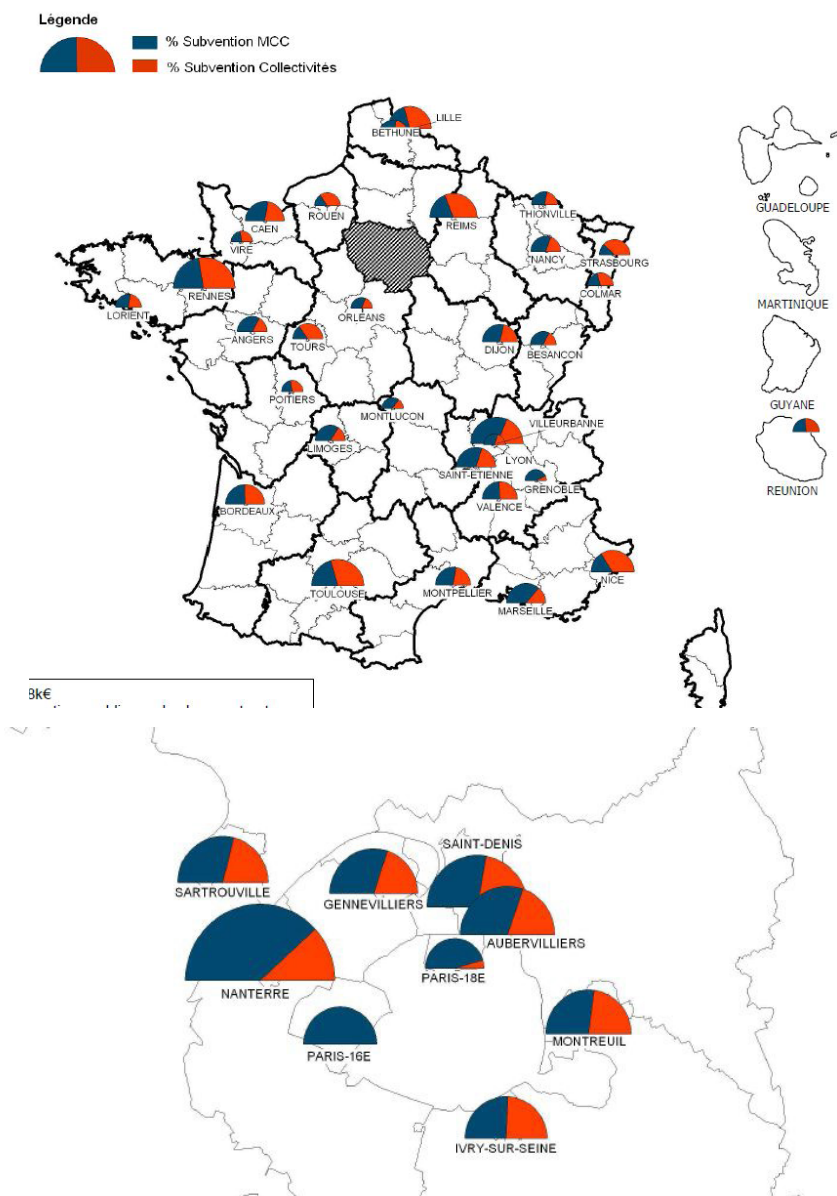 Légende
% Subvention MCC
% Subvention Collectivités
LILLE
BETHUNE
ROUEN
CAEN
VIRE
REIMS
THIONVILLE
NANCY
STRASBOURG
COLMAR
RENNES
LORIENT
ORLEANS
ANGERS
TOURS
DIJON
BESANCON
POITIERS
MONTLUCON
LIMOGES
VILLEURBANNE
LYON
SAINT-ETIENNE
GRENOBLE
VALENCE
BORDEAUX
TOULOUSE
MONTPELLIER
MARSEILLE
NICE
GUADELOUPE
MARTINIQUE
GUYANE
REUNION
8k€
SAINT-DENIS
SARTROUVILLE
GENNEVILLIERS
AUBERVILLIERS
PARIS-18E
NANTERRE
PARIS-16E
MONTREUIL
IVRY-SUR-SEINE